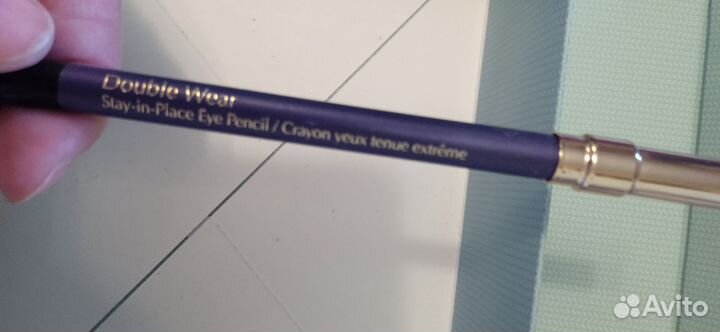 Double Wear
Stay-in-Place Eye Pencil / Crayon yeux tenue extrême
Avito